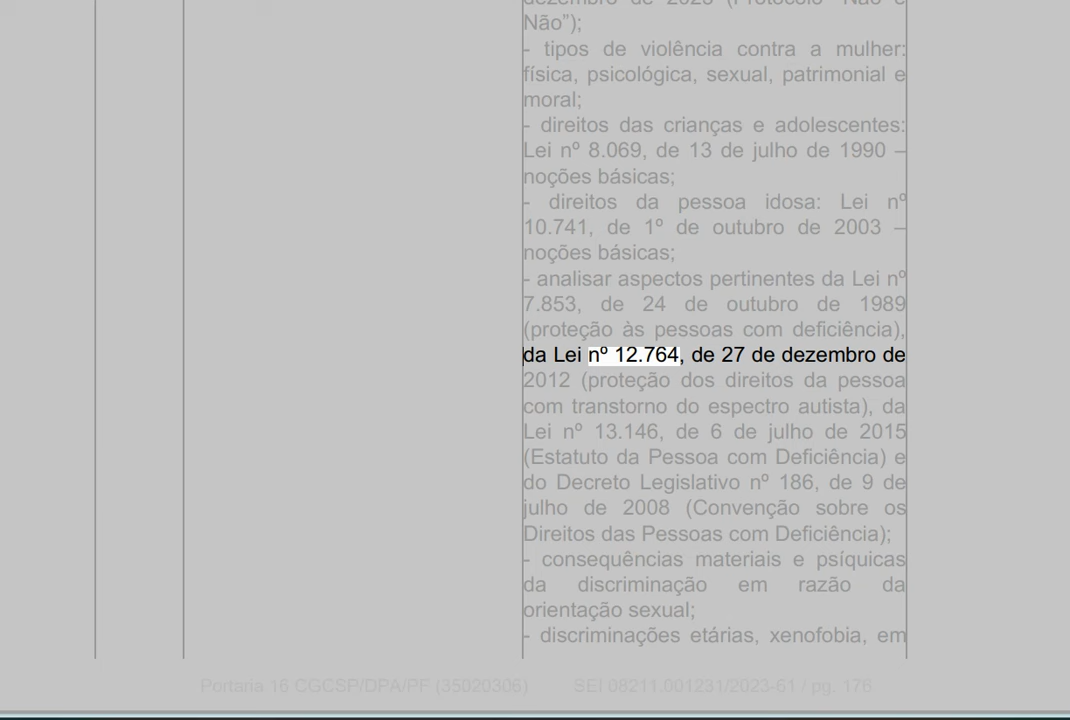 dezembro de 2023 (Protocolo "Não é
Não”);
- tipos de violência contra a mulher:
física, psicológica, sexual, patrimonial e
moral;
- direitos das crianças e adolescentes:
Lei nº 8.069, de 13 de julho de 1990 –
noções básicas;
- direitos da pessoa idosa: Lei nº
10.741, de 1º de outubro de 2003 –
noções básicas;
- analisar aspectos pertinentes da Lei nº
7.853, de 24 de outubro de 1989
(proteção às pessoas com deficiência),
da Lei nº 12.764, de 27 de dezembro de
2012 (proteção dos direitos da pessoa
com transtorno do espectro autista), da
Lei nº 13.146, de 6 de julho de 2015
(Estatuto da Pessoa com Deficiência) e
do Decreto Legislativo nº 186, de 9 de
julho de 2008 (Convenção sobre os
Direitos das Pessoas com Deficiência);
- consequências materiais e psíquicas
da discriminação em razão da
orientação sexual;
- discriminações etárias, xenofobia, em
Portaria 16 CGCSP/DPA/PF (35020306) SEI 08211.001231/2023-61 / pg. 176